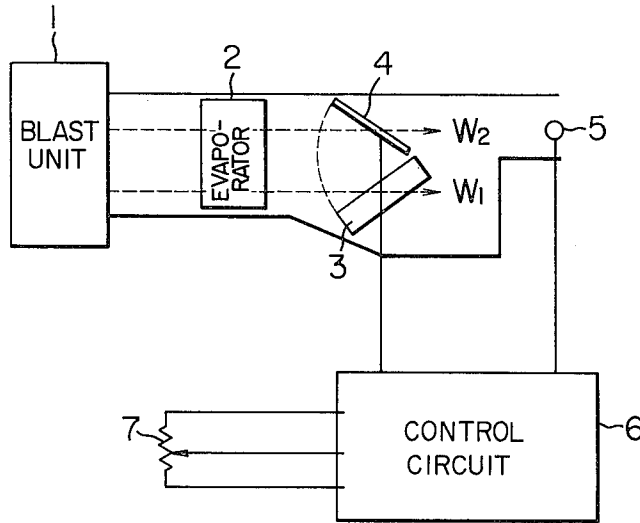 1
BLAST
UNIT
2
EVAPO-
RATOR
4
W2
5
W1
3
7
CONTROL
CIRCUIT
6